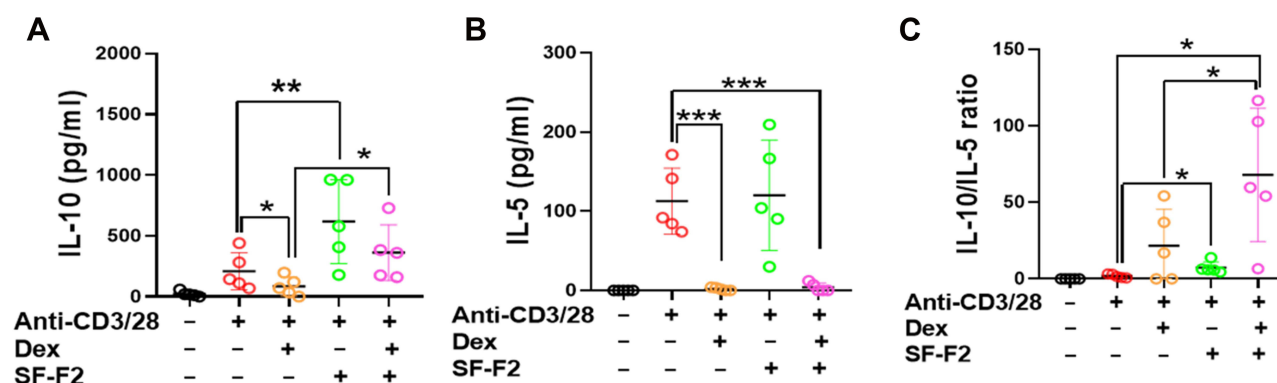 A
IL-10 (pg/ml)
2000
1500
1000
500
0
**
*
*
Anti-CD3/28 – + + + +
Dex – – + – +
SF-F2 – – – + +
B
IL-5 (pg/ml)
300
200
100
0
***
***
Anti-CD3/28 – + + + +
Dex – – + – +
SF-F2 – – – + +
C
IL-10/IL-5 ratio
150
100
50
0
*
*
*
Anti-CD3/28 – + + + +
Dex – – + – +
SF-F2 – – – + +